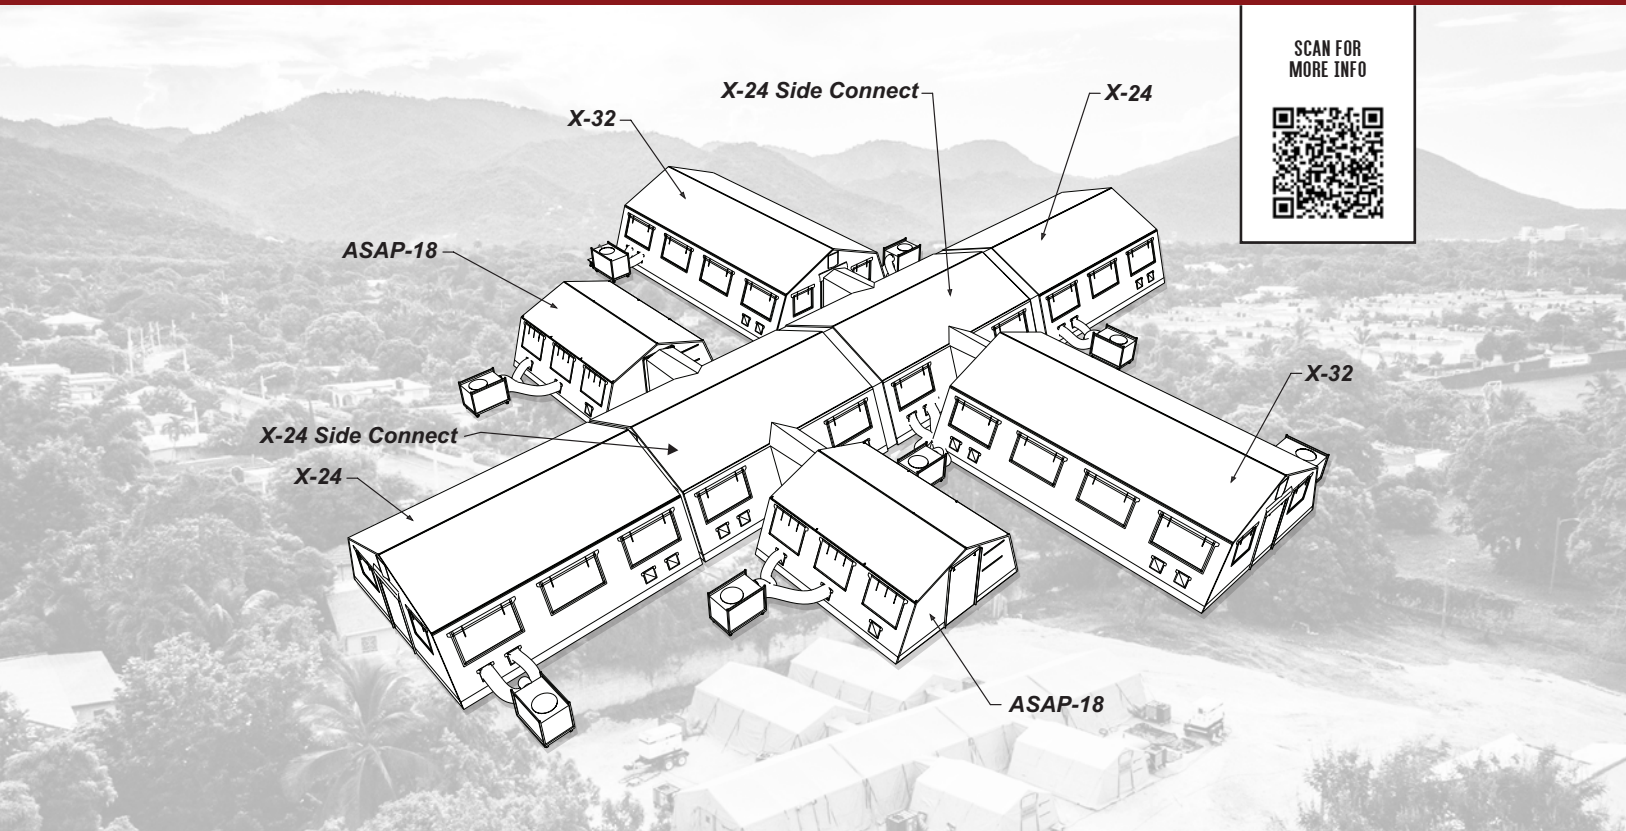 SCAN FOR
MORE INFO
X-24 Side Connect
X-24
X-32
ASAP-18
X-32
X-24 Side Connect
X-24
ASAP-18